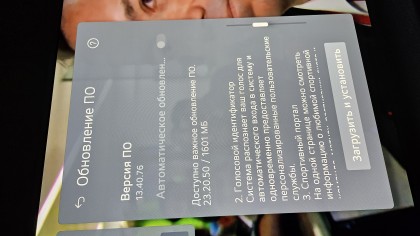 Обновление ПО
Версия ПО
13.40.76
Автоматическое обновлен...
Доступно важное обновление ПО.
23.20.50 / 1601 МБ
2. Голосовой идентификатор
Система распознает ваш голос для
автоматического входа в систему и
одновременно предоставляет
персонализированные пользовательские
службы.
3. Спортивный портал
На одной странице можно смотреть
информацию о любимой спортивной
Загрузить и установить